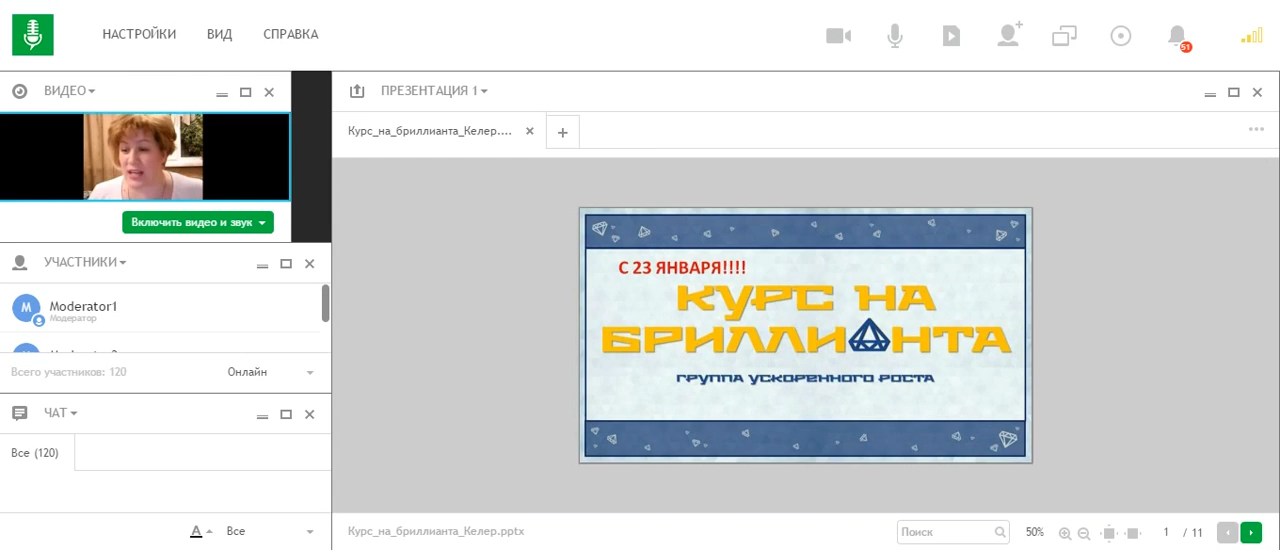 НАСТРОЙКИ ВИД СПРАВКА
51
ВИДЕО
Включить видео и звук
УЧАСТНИКИ
M
Moderator1
Модератор
Всего участников: 120 Онлайн
ЧАТ
Все (120)
A Все
ПРЕЗЕНТАЦИЯ 1
Курс_на_бриллианта_Келер....
С 23 ЯНВАРЯ!!!!
КУРС НА
БРИЛЛИАНТА
ГРУППА УСКОРЕННОГО РОСТА
Курс_на_бриллианта_Келер.pptx Поиск 50% 1 / 11